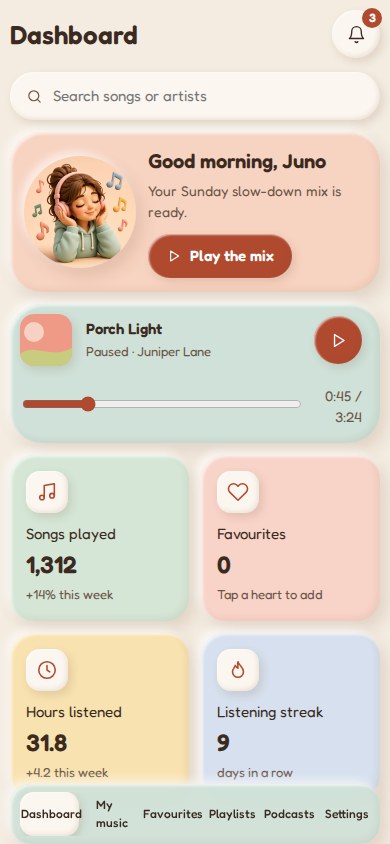 Dashboard
3
Search songs or artists
Good morning, Juno
Your Sunday slow-down mix is
ready.
Play the mix
Porch Light
Paused · Juniper Lane
0:45 /
3:24
Songs played
1,312
+14% this week
Favourites
0
Tap a heart to add
Hours listened
31.8
+4.2 this week
Listening streak
9
days in a row
Dashboard
My
music
Favourites
Playlists
Podcasts
Settings